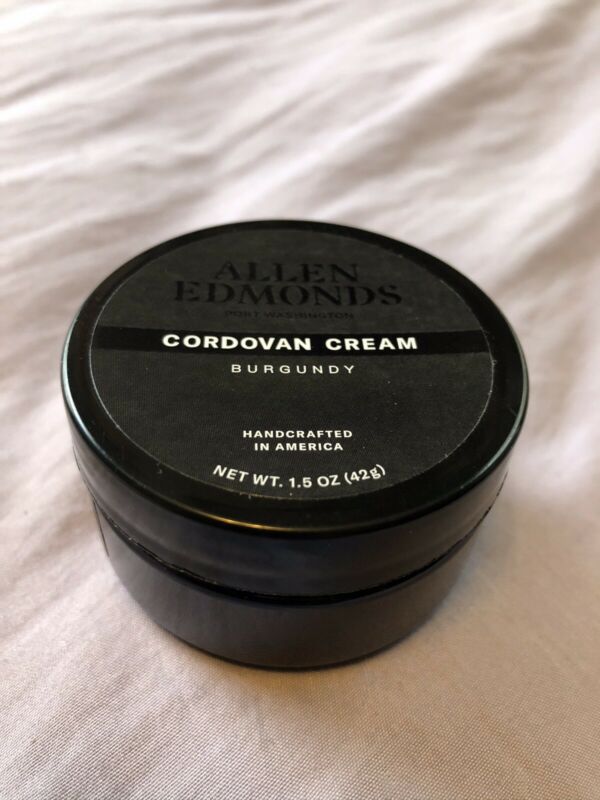 ALLEN
EDMONDS
PORT WASHINGTON
CORDOVAN CREAM
BURGUNDY
HANDCRAFTED
IN AMERICA
NET WT. 1.5 OZ (42g)